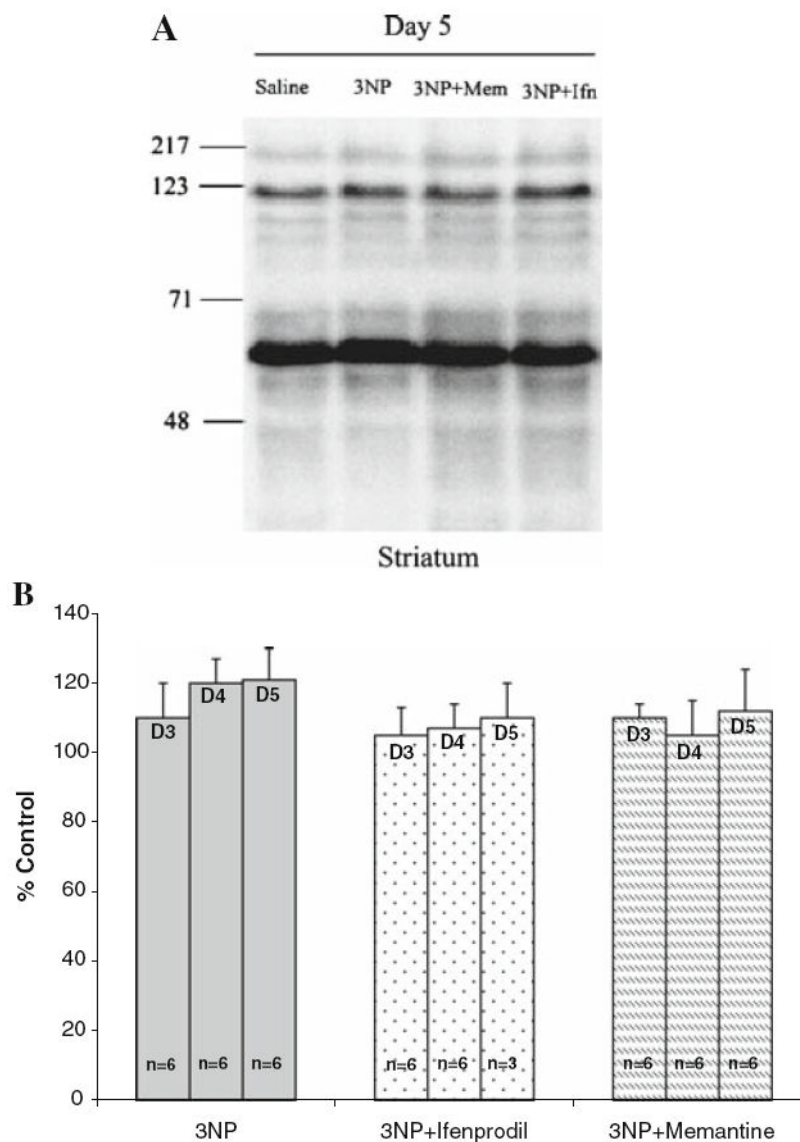 A
Day 5
Saline 3NP 3NP+Mem 3NP+Ifn
217
123
71
48
Striatum
B
% Control
140
120
100
80
60
40
20
0
D3 D4 D5
n=6 n=6 n=6
3NP
D3 D4 D5
n=6 n=6 n=3
3NP+Ifenprodil
D3 D4 D5
n=6 n=6 n=6
3NP+Memantine